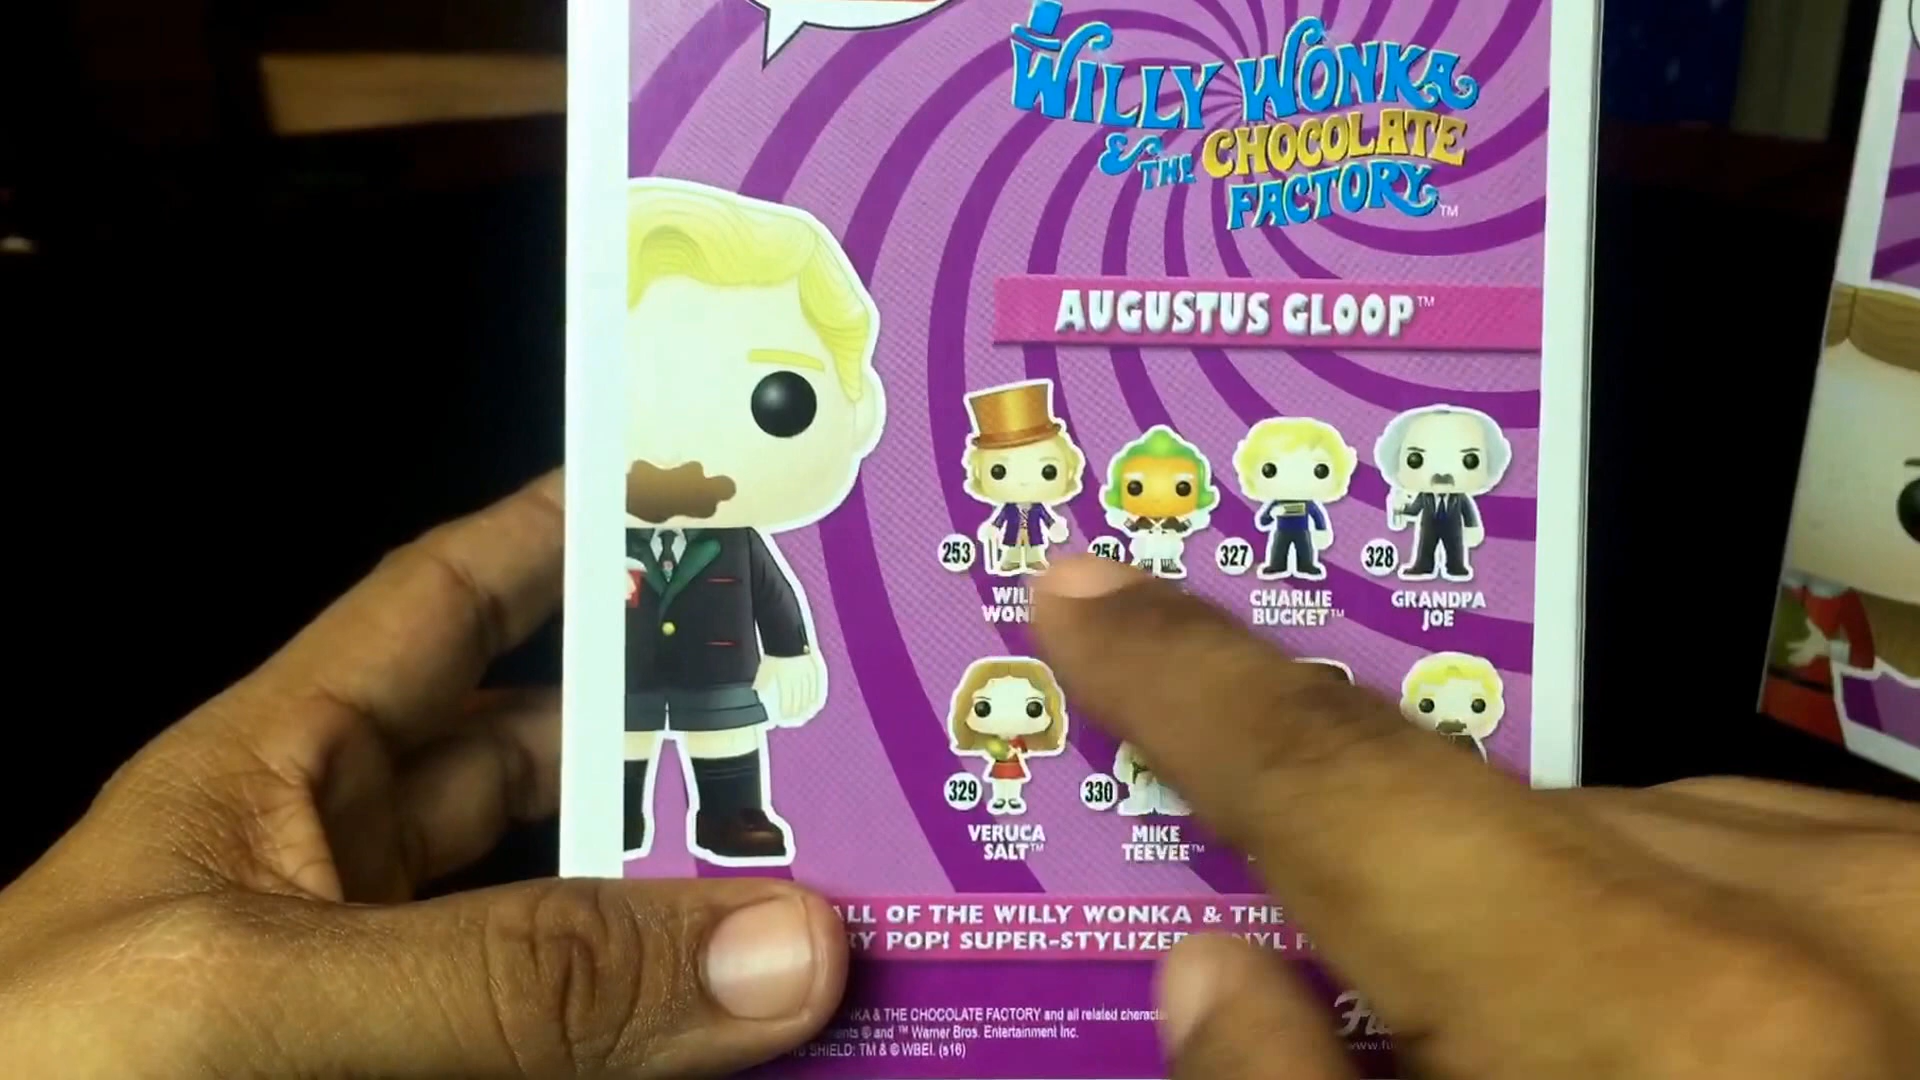 WILLY WONKA
& THE CHOCOLATE
FACTORY™
AUGUSTUS GLOOP™
253
254
327
328
CHARLIE
BUCKET™
GRANDPA
JOE
329
330
VERUCA
SALT™
MIKE
TEEVEE™
ALL OF THE WILLY WONKA & THE
POP! SUPER-STYLIZED
& THE CHOCOLATE FACTORY and all related
© and ™ Warner Bros. Entertainment Inc.
SHIELD: TM & © WBEI. (s16)